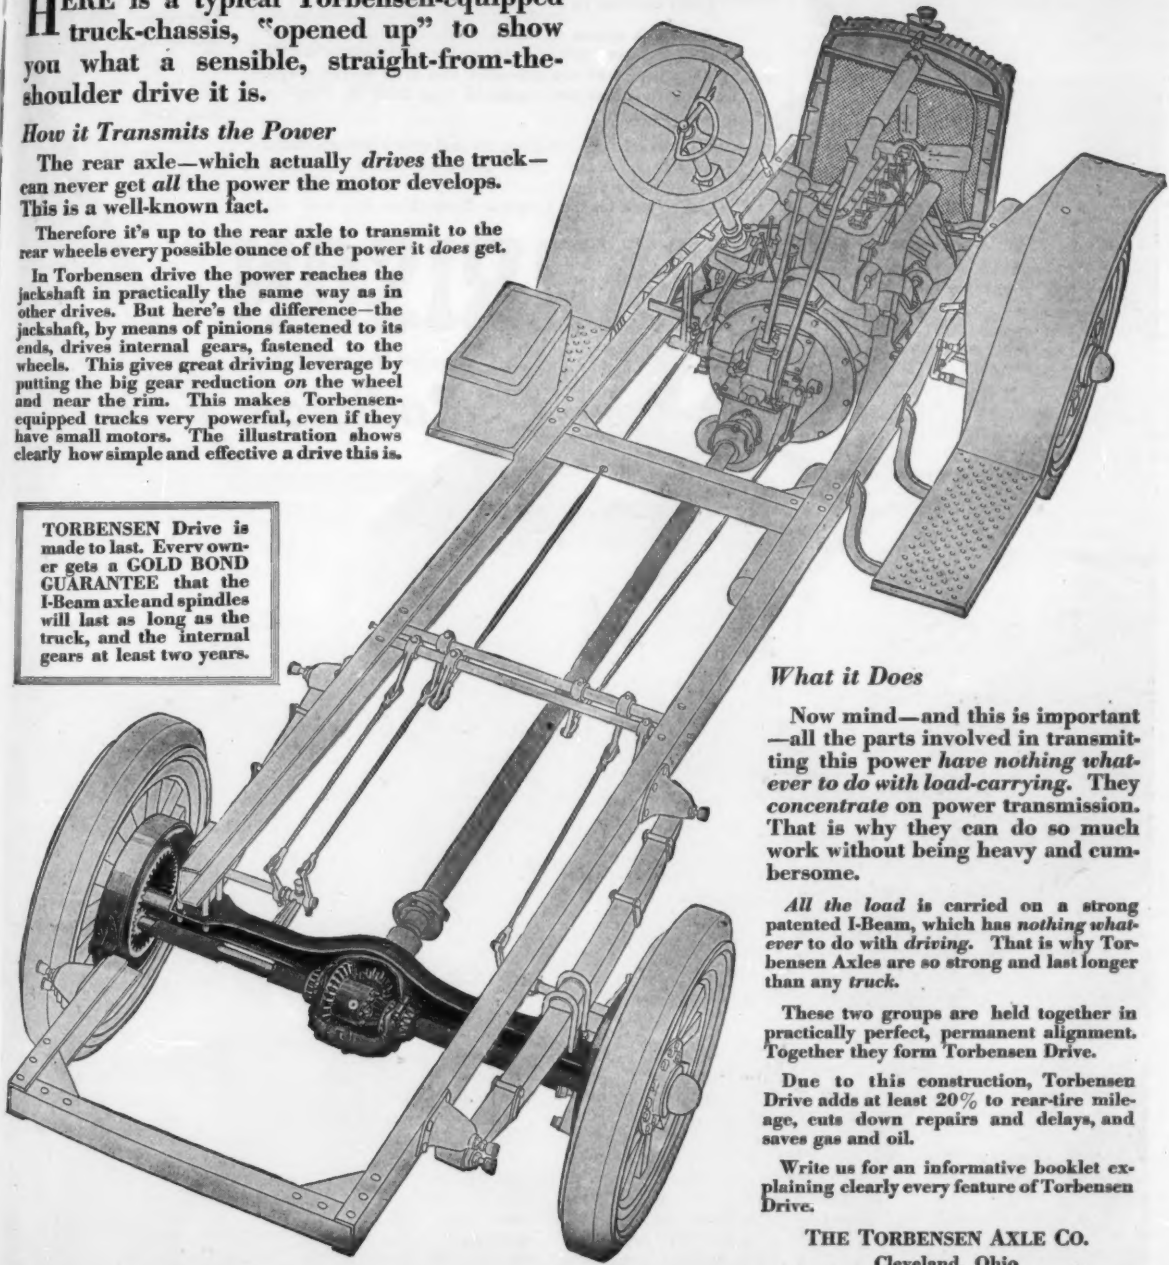 HERE is a typical Torbensen-equipped
truck-chassis, "opened up" to show
you what a sensible, straight-from-the-
shoulder drive it is.
How it Transmits the Power
The rear axle—which actually drives the truck—
can never get all the power the motor develops.
This is a well-known fact.
Therefore it's up to the rear axle to transmit to the
rear wheels every possible ounce of the power it does get.
In Torbensen drive the power reaches the
jackshaft in practically the same way as in
other drives. But here's the difference—the
jackshaft, by means of pinions fastened to its
ends, drives internal gears, fastened to the
wheels. This gives great driving leverage by
putting the big gear reduction on the wheel
and near the rim. This makes Torbensen-
equipped trucks very powerful, even if they
have small motors. The illustration shows
clearly how simple and effective a drive this is.
TORBENSEN Drive is
made to last. Every own-
er gets a GOLD BOND
GUARANTEE that the
I-Beam axle and spindles
will last as long as the
truck, and the internal
gears at least two years.
What it Does
Now mind—and this is important
—all the parts involved in transmit-
ting this power have nothing what-
ever to do with load-carrying. They
concentrate on power transmission.
That is why they can do so much
work without being heavy and cum-
bersome.
All the load is carried on a strong
patented I-Beam, which has nothing what-
ever to do with driving. That is why Tor-
bensen Axles are so strong and last longer
than any truck.
These two groups are held together in
practically perfect, permanent alignment.
Together they form Torbensen Drive.
Due to this construction, Torbensen
Drive adds at least 20% to rear-tire mile-
age, cuts down repairs and delays, and
saves gas and oil.
Write us for an informative booklet ex-
plaining clearly every feature of Torbensen
Drive.
THE TORBENSEN AXLE CO.
Cleveland, Ohio